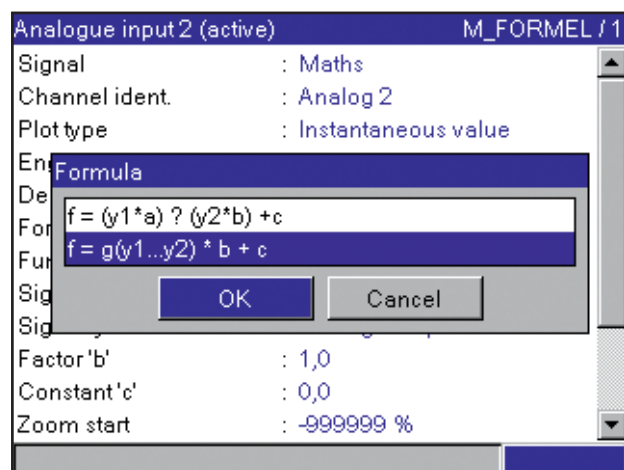 Analogue input 2 (active) M_FORMEL / 1
Signal : Maths
Channel ident. : Analog 2
Plot type : Instantaneous value
Formula
f = (y1*a) ? (y2*b) +c
f = g(y1...y2) * b + c
OK Cancel
Factor 'b' : 1,0
Constant 'c' : 0,0
Zoom start : -999999 %